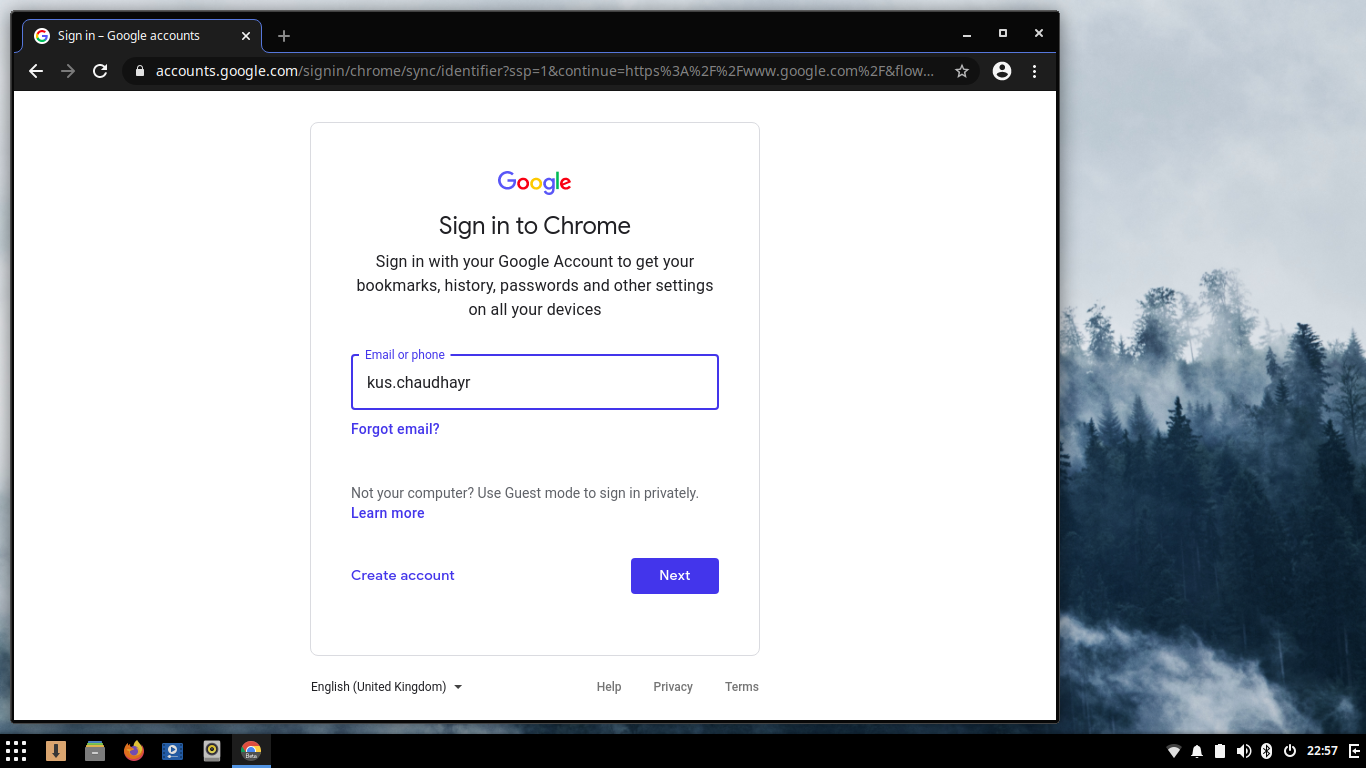 Sign in – Google accounts
accounts.google.com/signin/chrome/sync/identifier?ssp=1&continue=https%3A%2F%2Fwww.google.com%2F&flow...
Google
Sign in to Chrome
Sign in with your Google Account to get your
bookmarks, history, passwords and other settings
on all your devices
Email or phone
kus.chaudhayr
Forgot email?
Not your computer? Use Guest mode to sign in privately.
Learn more
Create account
Next
English (United Kingdom)
Help
Privacy
Terms
Beta
22:57